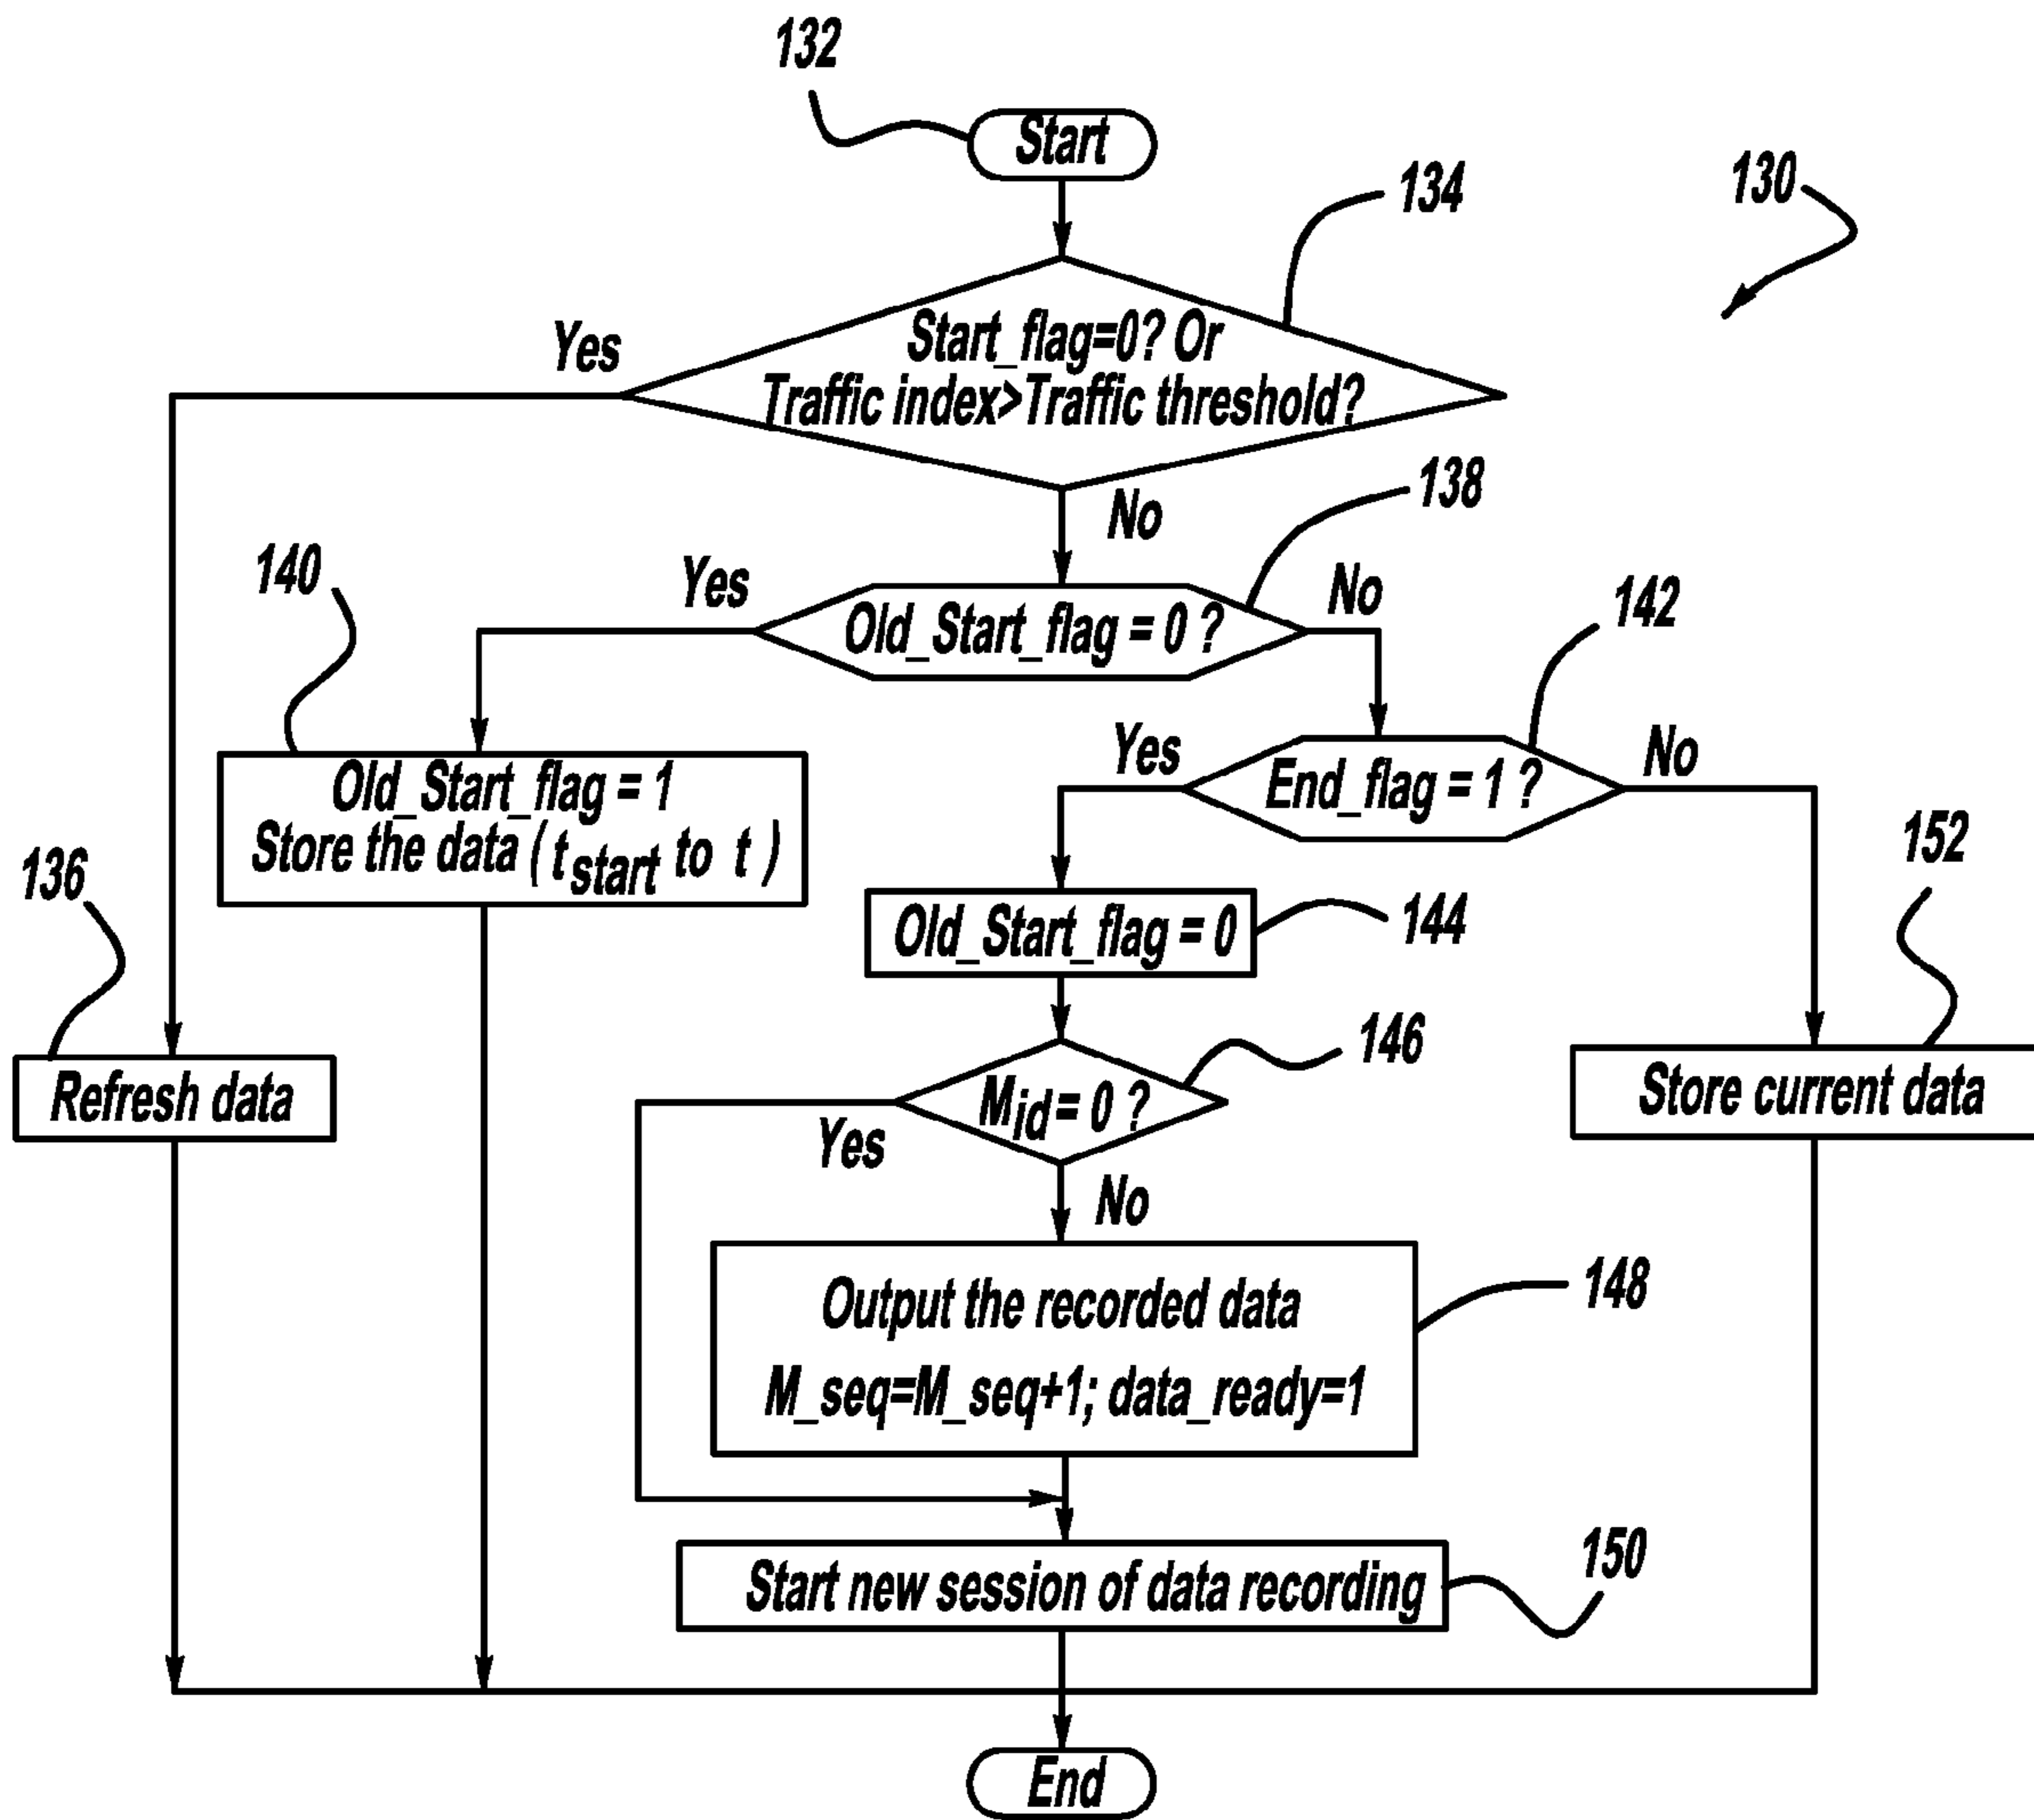 132
Start
134
130
Yes
Start_flag=0? Or
Traffic index>Traffic threshold?
No
138
140
Yes
Old_Start_flag = 0 ?
No
142
Old_Start_flag = 1
Store the data (tstart to t )
Yes
End_flag = 1 ?
No
136
152
Old_Start_flag = 0
144
146
Refresh data
Mid = 0 ?
Store current data
Yes
No
Output the recorded data
M_seq=M_seq+1; data_ready=1
148
Start new session of data recording
150
End